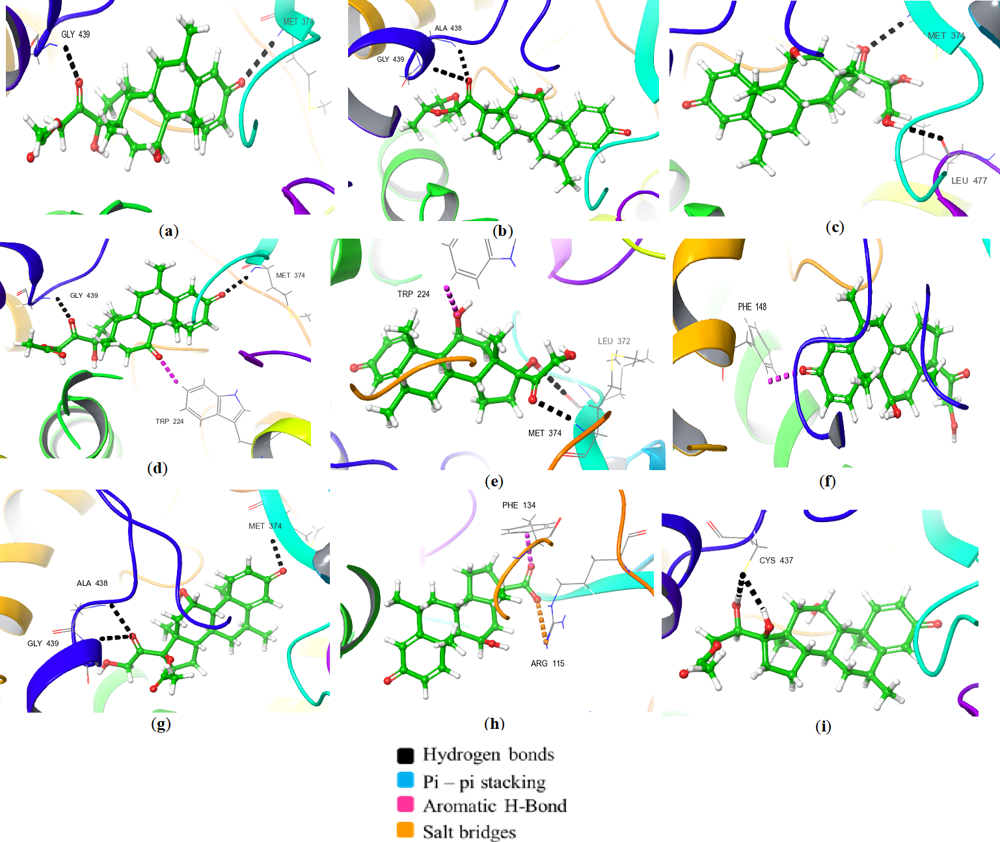 GLY 439
MET 374
(a)
ALA 438
GLY 439
(b)
MET 374
LEU 477
(c)
GLY 439
MET 374
TRP 224
(d)
TRP 224
LEU 372
MET 374
(e)
PHE 148
(f)
MET 374
ALA 438
GLY 439
(g)
PHE 134
ARG 115
(h)
CYS 437
(i)
Hydrogen bonds
Pi – pi stacking
Aromatic H-Bond
Salt bridges